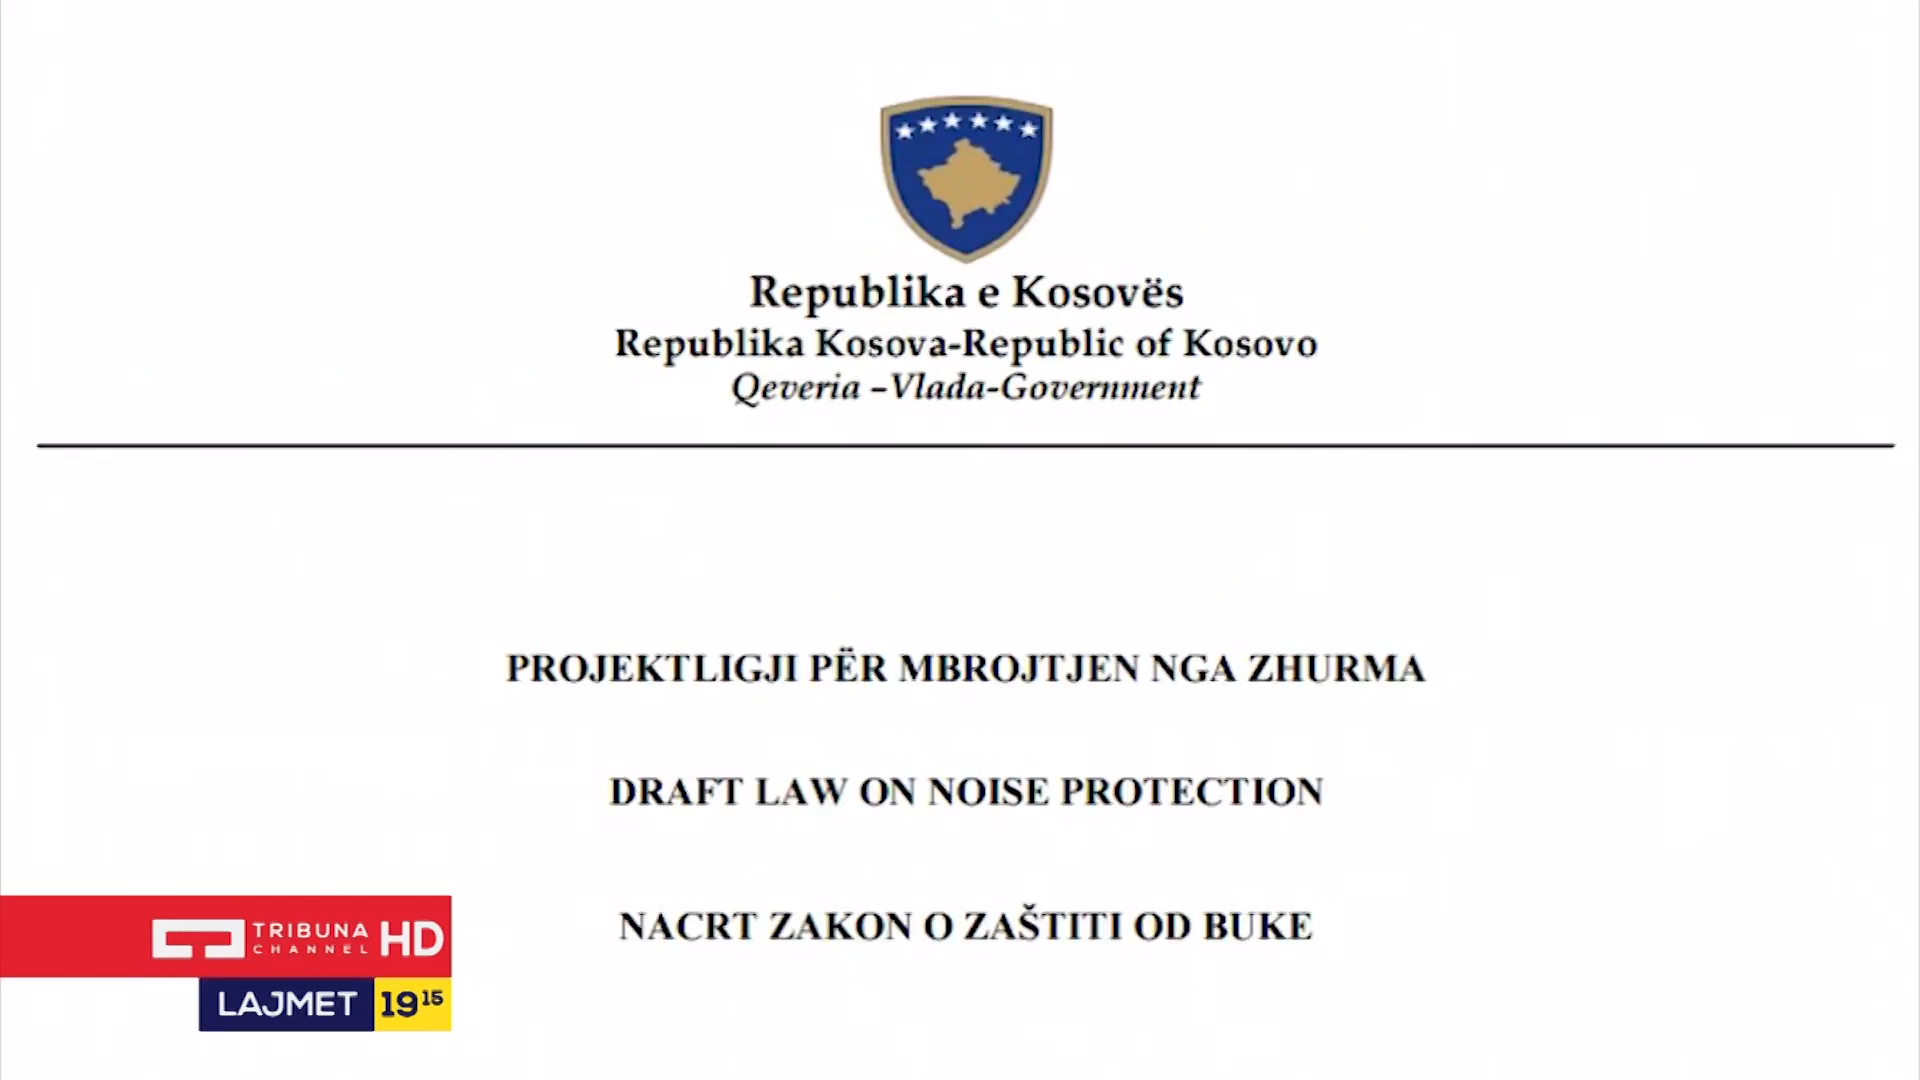 Republika e Kosovës
Republika Kosova-Republic of Kosovo
Qeveria –Vlada-Government
PROJEKTLIGJI PËR MBROJTJEN NGA ZHURMA
DRAFT LAW ON NOISE PROTECTION
NACRT ZAKON O ZAŠTITI OD BUKE
TRIBUNA
CHANNEL
HD
LAJMET 19 15